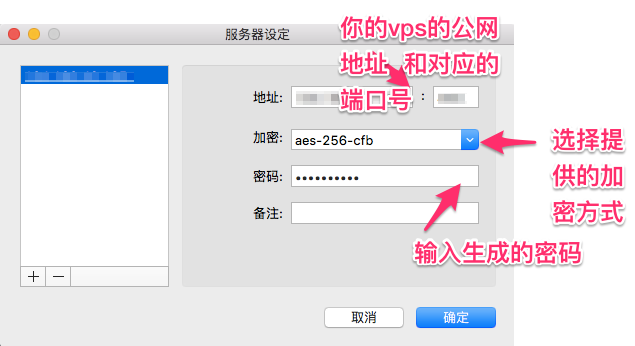 服务器设定
你的vps的公网
地址 和对应的
端口号
地址:
:
加密:
aes-256-cfb
选择提
供的加
密方式
密码:
••••••••••
备注:
输入生成的密码
+ −
取消
确定